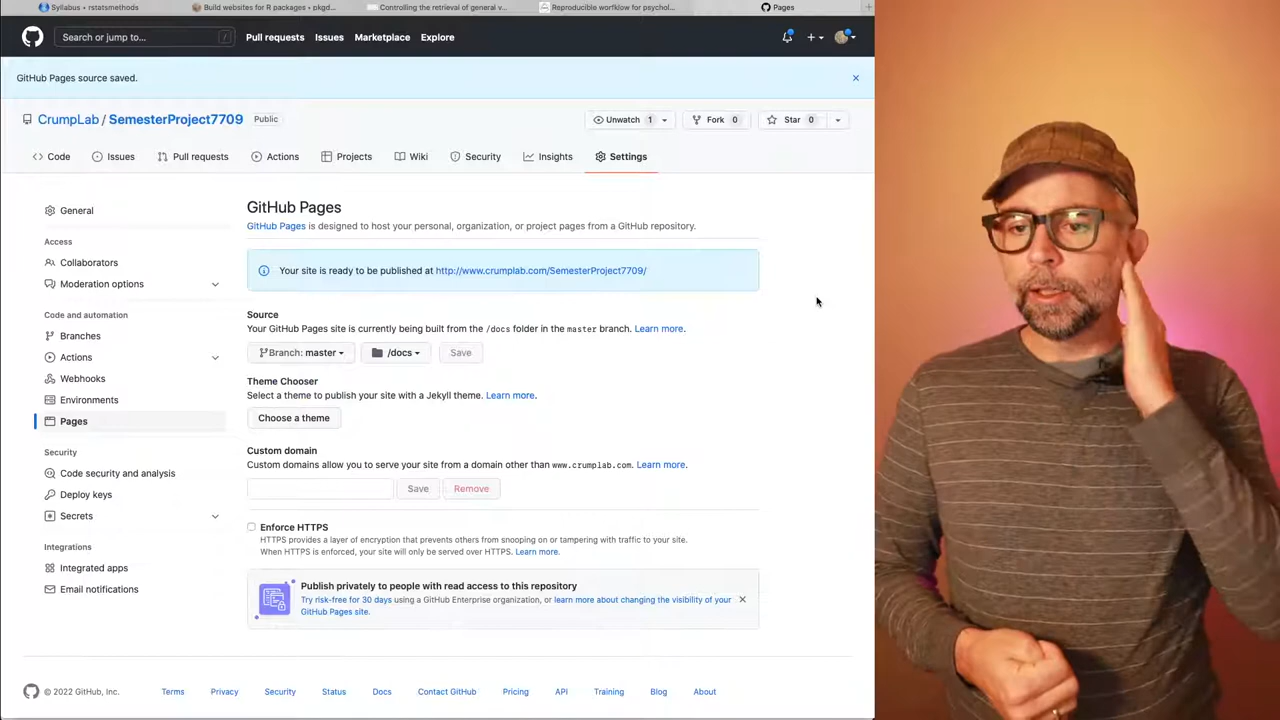 Syllabus • rstatsmethods
Build websites for R packages • pkgd...
Controlling the retrieval of general v...
Reproducible worfklow for psychol...
Pages
+
Search or jump to...
/
Pull requests
Issues
Marketplace
Explore
GitHub Pages source saved.
CrumpLab / SemesterProject7709
Public
Unwatch 1
Fork 0
Star 0
Code
Issues
Pull requests
Actions
Projects
Wiki
Security
Insights
Settings
General
Access
Collaborators
Moderation options
Code and automation
Branches
Actions
Webhooks
Environments
Pages
Security
Code security and analysis
Deploy keys
Secrets
Integrations
Integrated apps
Email notifications
GitHub Pages
GitHub Pages is designed to host your personal, organization, or project pages from a GitHub repository.
Your site is ready to be published at http://www.crumplab.com/SemesterProject7709/
Source
Your GitHub Pages site is currently being built from the /docs folder in the master branch. Learn more.
Branch: master
/docs
Save
Theme Chooser
Select a theme to publish your site with a Jekyll theme. Learn more.
Choose a theme
Custom domain
Custom domains allow you to serve your site from a domain other than www.crumplab.com. Learn more.
Save
Remove
Enforce HTTPS
HTTPS provides a layer of encryption that prevents others from snooping on or tampering with traffic to your site.
When HTTPS is enforced, your site will only be served over HTTPS. Learn more.
Publish privately to people with read access to this repository
Try risk-free for 30 days using a GitHub Enterprise organization, or learn more about changing the visibility of your
GitHub Pages site.
© 2022 GitHub, Inc.
Terms
Privacy
Security
Status
Docs
Contact GitHub
Pricing
API
Training
Blog
About